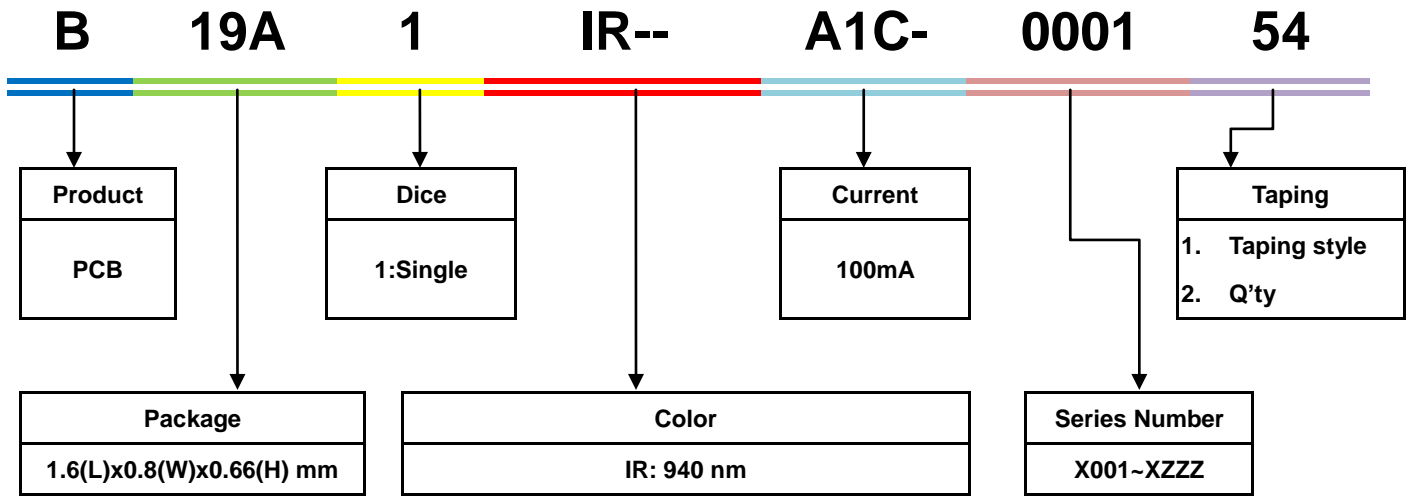 B 19A 1 IR-- A1C- 0001 54
Product
PCB
Dice
1:Single
Current
100mA
Taping
1. Taping style
2. Q’ty
Package
1.6(L)x0.8(W)x0.66(H) mm
Color
IR: 940 nm
Series Number
X001~XZZZ